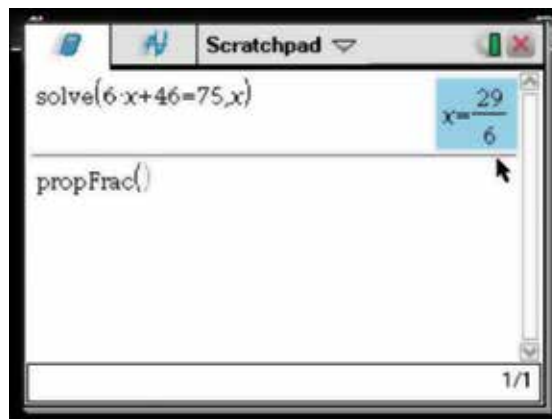 Scratchpad
solve(6·x+46=75,x)
x=29/6
propFrac()
1/1